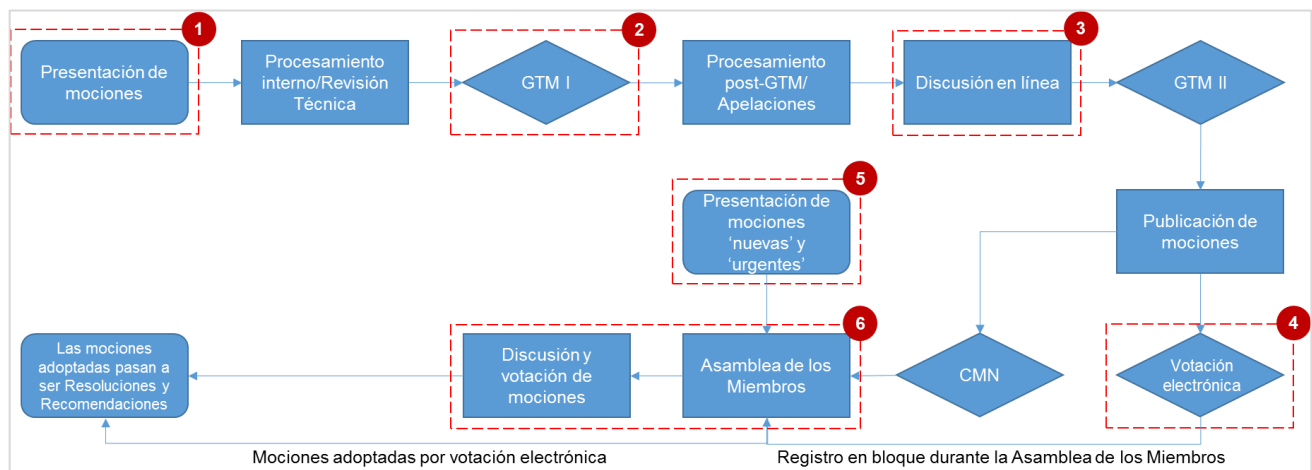 1
Presentación de
mociones
Procesamiento
interno/Revisión
Técnica
2
GTM I
Procesamiento
post-GTM/
Apelaciones
3
Discusión en línea
GTM II
5
Presentación de
mociones
‘nuevas’ y
‘urgentes’
Publicación de
mociones
Las mociones
adoptadas pasan a
ser Resoluciones y
Recomendaciones
Discusión y
votación de
mociones
6
Asamblea de los
Miembros
CMN
4
Votación
electrónica
Mociones adoptadas por votación electrónica
Registro en bloque durante la Asamblea de los Miembros